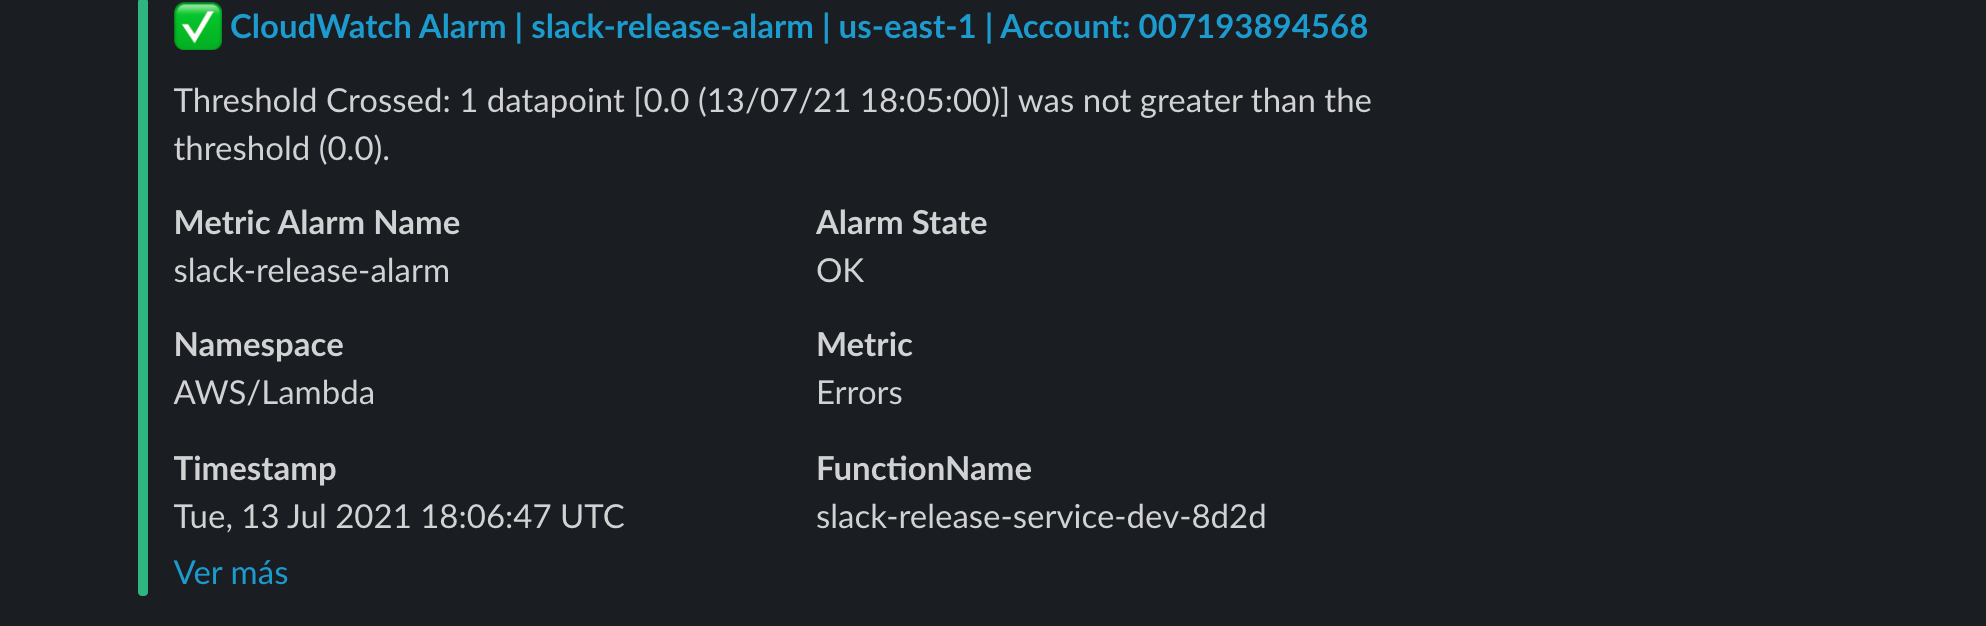 CloudWatch Alarm | slack-release-alarm | us-east-1 | Account: 007193894568
Threshold Crossed: 1 datapoint [0.0 (13/07/21 18:05:00)] was not greater than the
threshold (0.0).
Metric Alarm Name
Alarm State
slack-release-alarm
OK
Namespace
Metric
AWS/Lambda
Errors
Timestamp
FunctionName
Tue, 13 Jul 2021 18:06:47 UTC
slack-release-service-dev-8d2d
Ver más